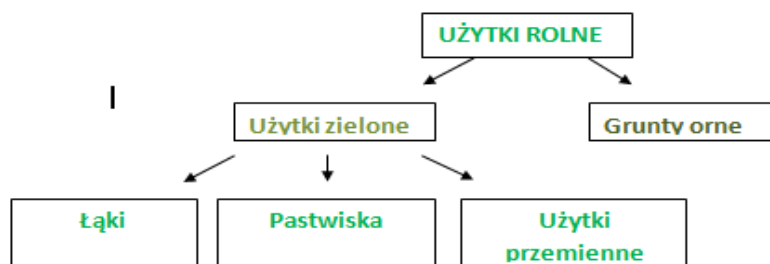 UŻYTKI ROLNE
Użytki zielone
Grunty orne
Łąki
Pastwiska
Użytki
przemienne